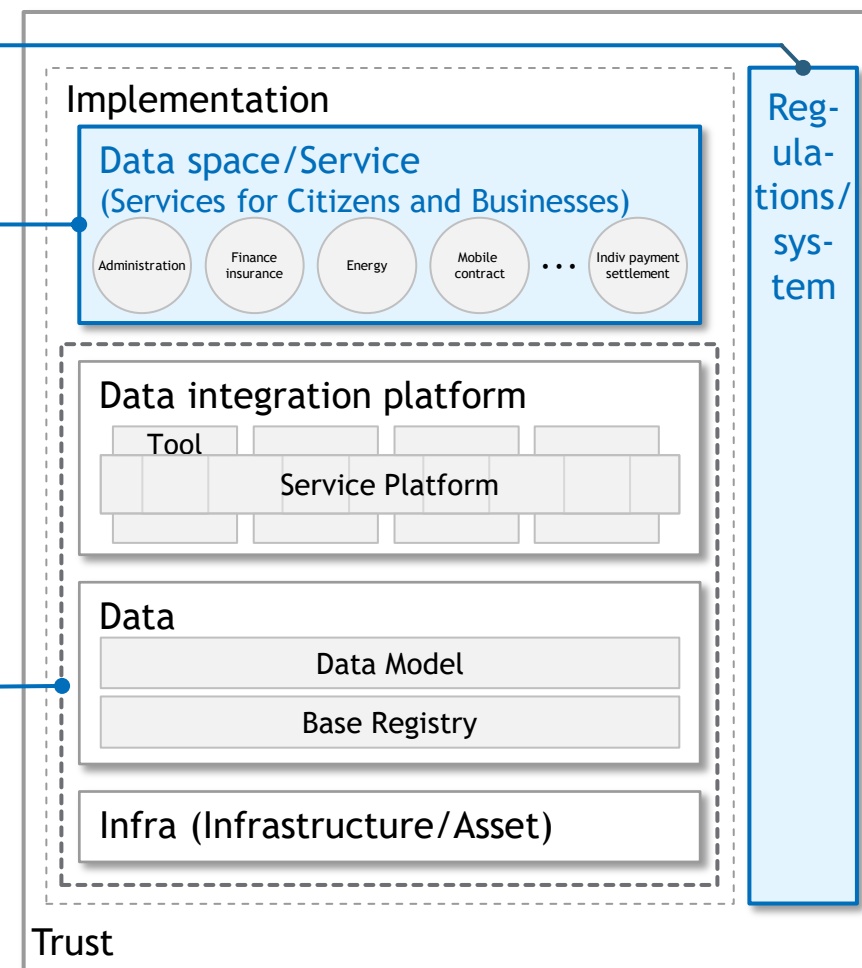 Implementation
Data space/Service
(Services for Citizens and Businesses)
Administration
Finance
insurance
Energy
Mobile
contract
...
Indiv payment
settlement
Data integration platform
Tool
Service Platform
Data
Data Model
Base Registry
Infra (Infrastructure/Asset)
Trust
Reg-
ula-
tions/
sys-
tem